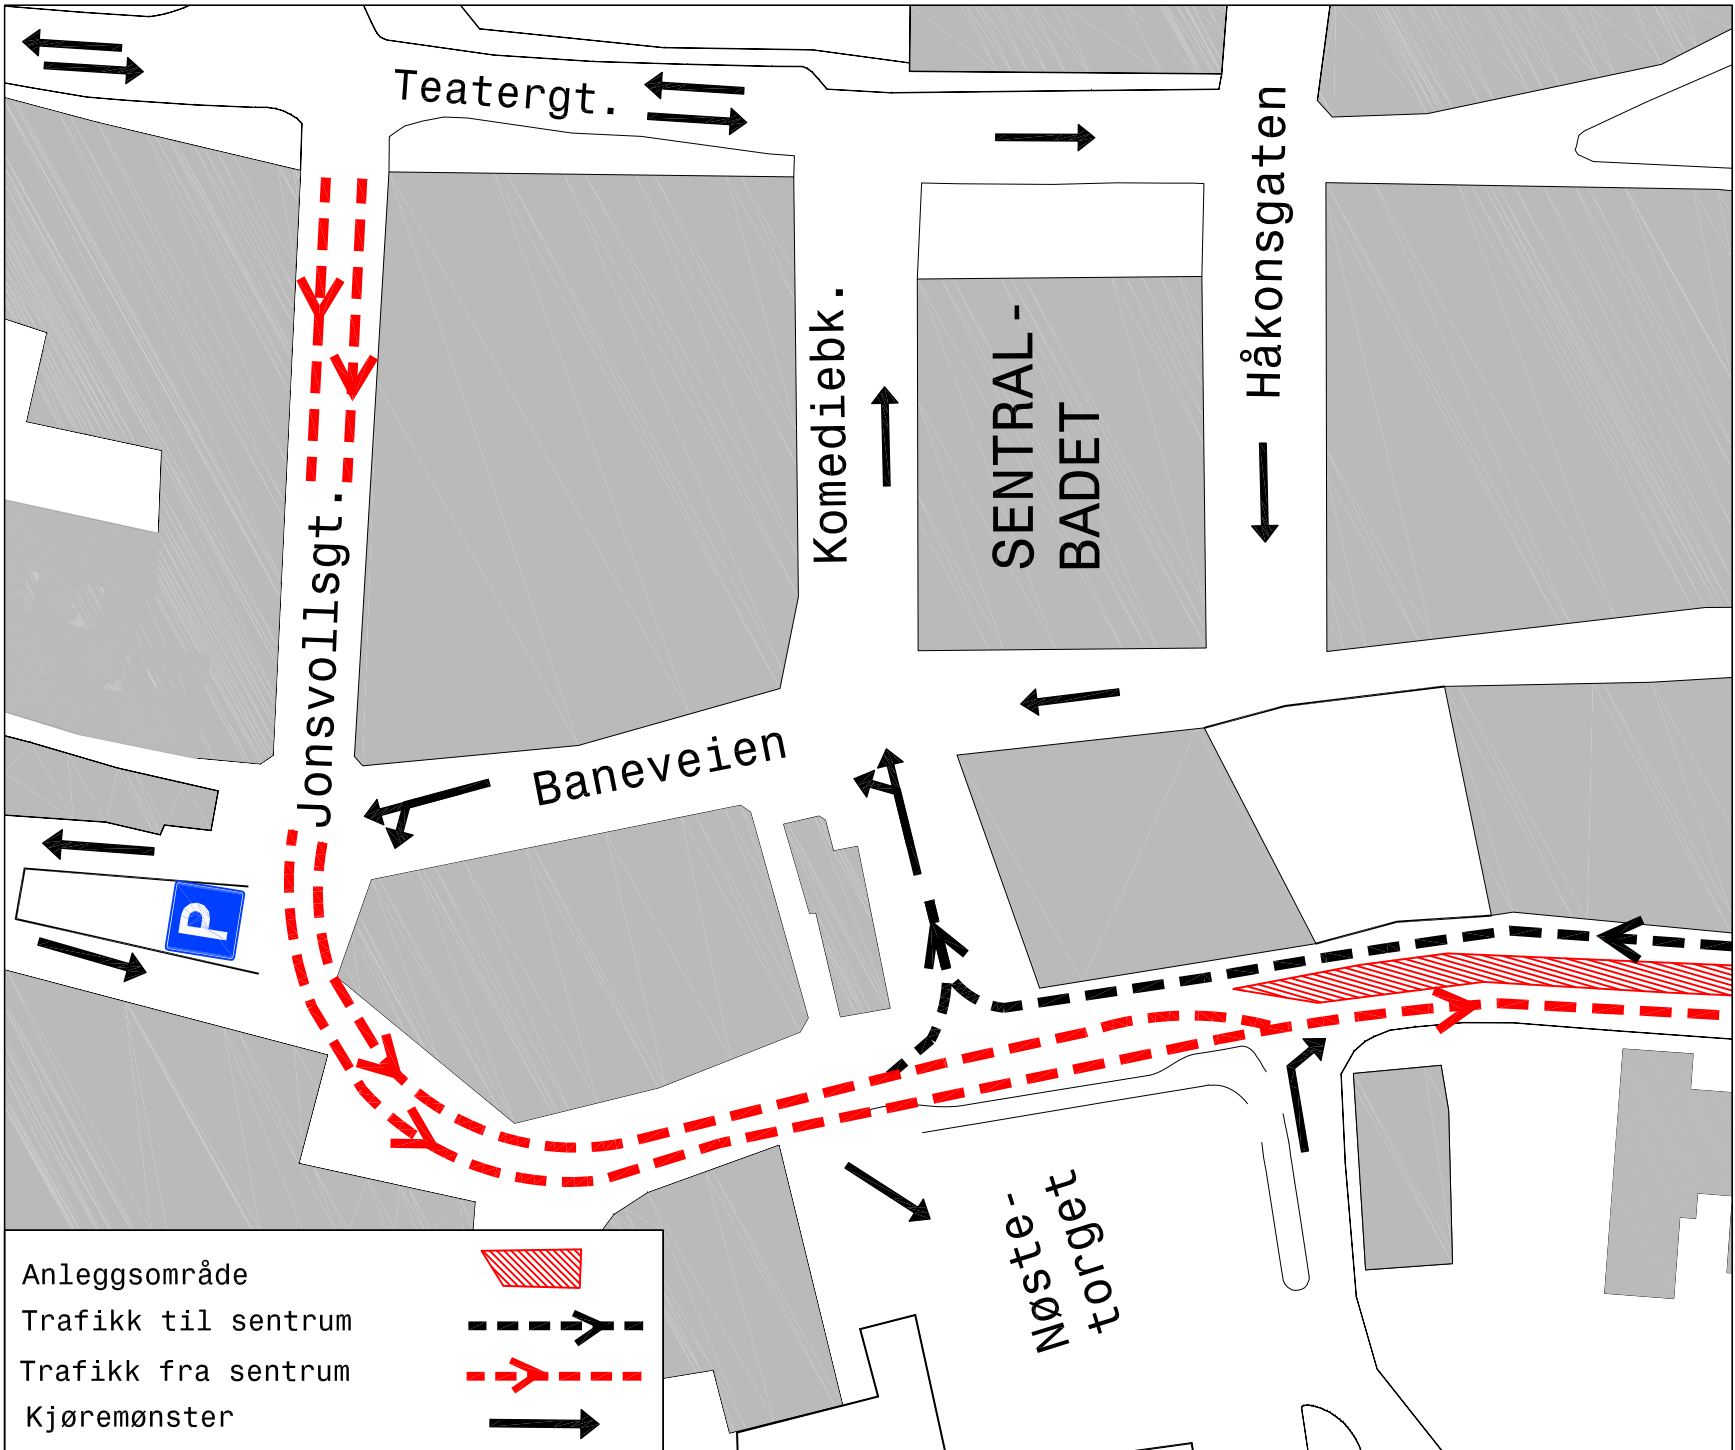 Teatergt.
Håkonsgaten
Komediebk.
SENTRAL-
BADET
Jonsvollsgt.
Baneveien
P
Nøste-
torget
Anleggsområde
Trafikk til sentrum
Trafikk fra sentrum
Kjøremønster